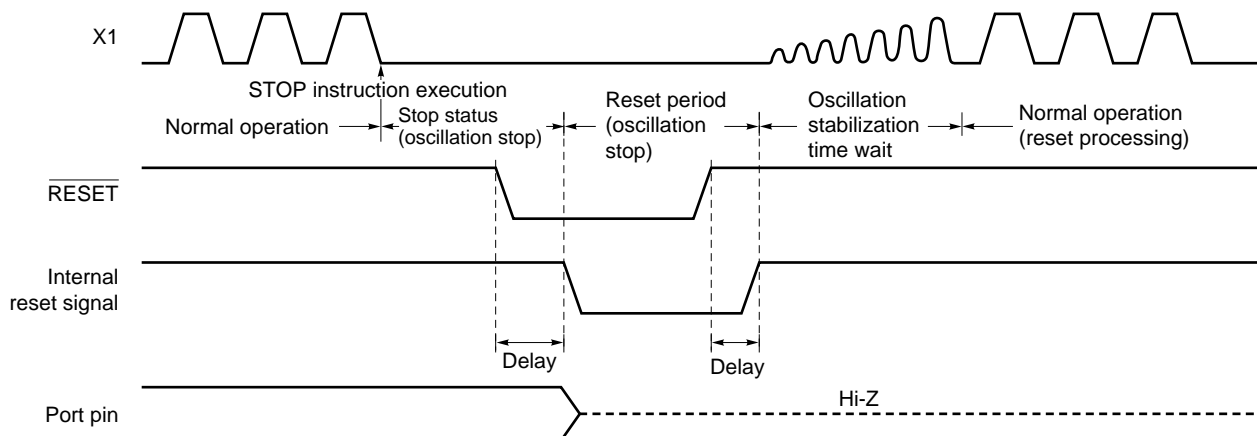 X1
STOP instruction execution
Normal operation
Stop status
(oscillation stop)
Reset period
(oscillation
stop)
Oscillation
stabilization
time wait
Normal operation
(reset processing)
RESET
Internal
reset signal
Delay
Delay
Port pin
Hi-Z